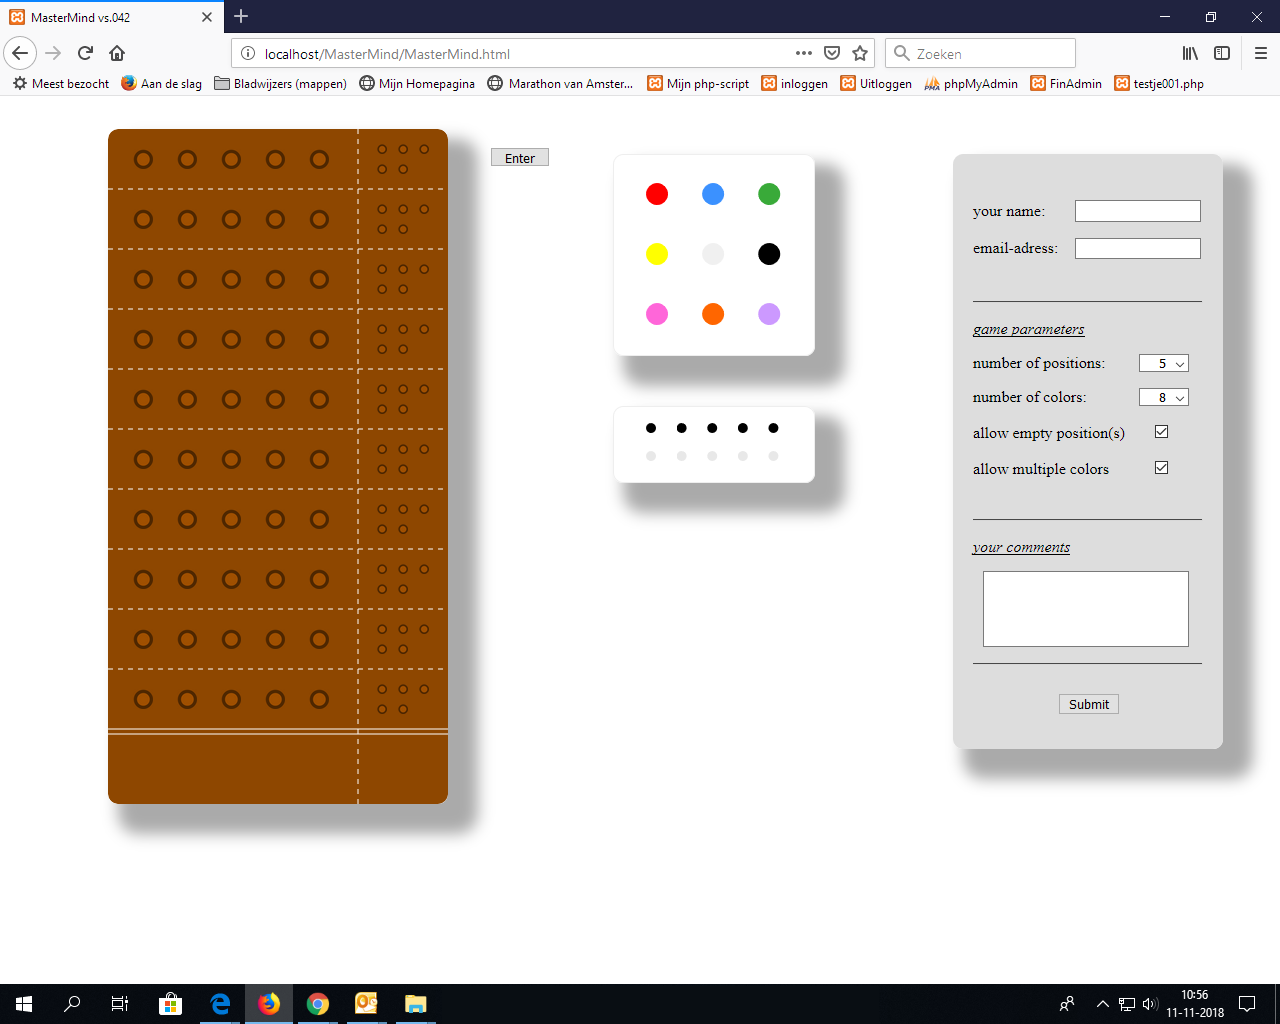 MasterMind vs.042
localhost/MasterMind/MasterMind.html
Zoeken
Meest bezocht Aan de slag Bladwijzers (mappen) Mijn Homepagina Marathon van Amster... Mijn php-script inloggen Uitloggen phpMyAdmin FinAdmin testje001.php
Enter
your name:
email-adress:
game parameters
number of positions: 5
number of colors: 8
allow empty position(s)
allow multiple colors
your comments
Submit
10:56
11-11-2018